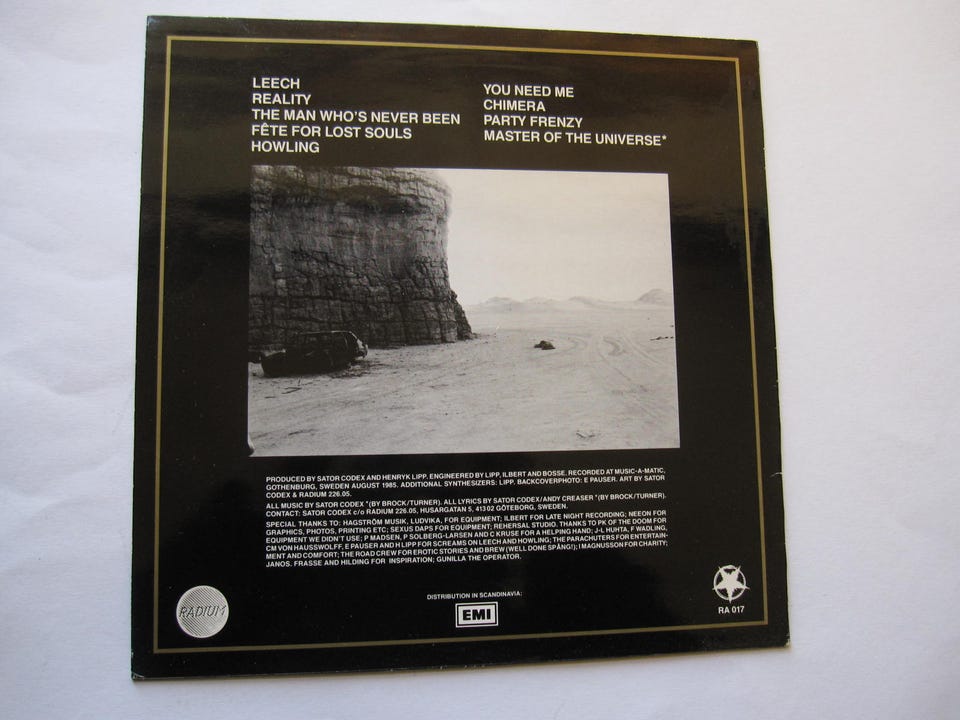 LEECH
REALITY
THE MAN WHO'S NEVER BEEN
FÊTE FOR LOST SOULS
HOWLING
YOU NEED ME
CHIMERA
PARTY FRENZY
MASTER OF THE UNIVERSE*
PRODUCED BY SATOR CODEX AND HENRYK LIPP. ENGINEERED BY LIPP, ILBERT AND BOSSE. RECORDED AT MUSIC-A-MATIC,
GOTHENBURG, SWEDEN AUGUST 1985. ADDITIONAL SYNTHESIZERS: LIPP. BACKCOVERPHOTO: E PAUSER. ART BY SATOR
CODEX & RADIUM 226.05.
ALL MUSIC BY SATOR CODEX *(BY BROCK/TURNER). ALL LYRICS BY SATOR CODEX/ANDY CREASER *(BY BROCK/TURNER).
CONTACT: SATOR CODEX c/o RADIUM 226.05, HUSARGATAN 5, 413 02 GÖTEBORG, SWEDEN.
SPECIAL THANKS TO: HAGSTRÖM MUSIK, LUDVIKA, FOR EQUIPMENT; ILBERT FOR LATE NIGHT RECORDING; NEEON FOR
GRAPHICS, PHOTOS, PRINTING ETC; SEXUS DAPS FOR EQUIPMENT; REHERSAL STUDIO. THANKS TO PK OF THE DOOM FOR
EQUIPMENT WE DIDN'T USE; P MADSEN, P SOLBERG-LARSEN AND C KRUSE FOR A HELPING HAND; J-L HUHTA, F WADLING,
CM VON HAUSSWOLFF, E PAUSER AND H LIPP FOR SCREAMS ON LEECH AND HOWLING; THE PARACHUTERS FOR ENTERTAIN-
MENT AND COMFORT; THE ROAD CREW FOR EROTIC STORIES AND BREW (WELL DONE SPÅNG!); I MAGNUSSON FOR CHARITY;
JANOS. FRASSE AND HILDING FOR INSPIRATION; GUNILLA THE OPERATOR.
DISTRIBUTION IN SCANDINAVIA:
EMI
RADIUM
RA 017